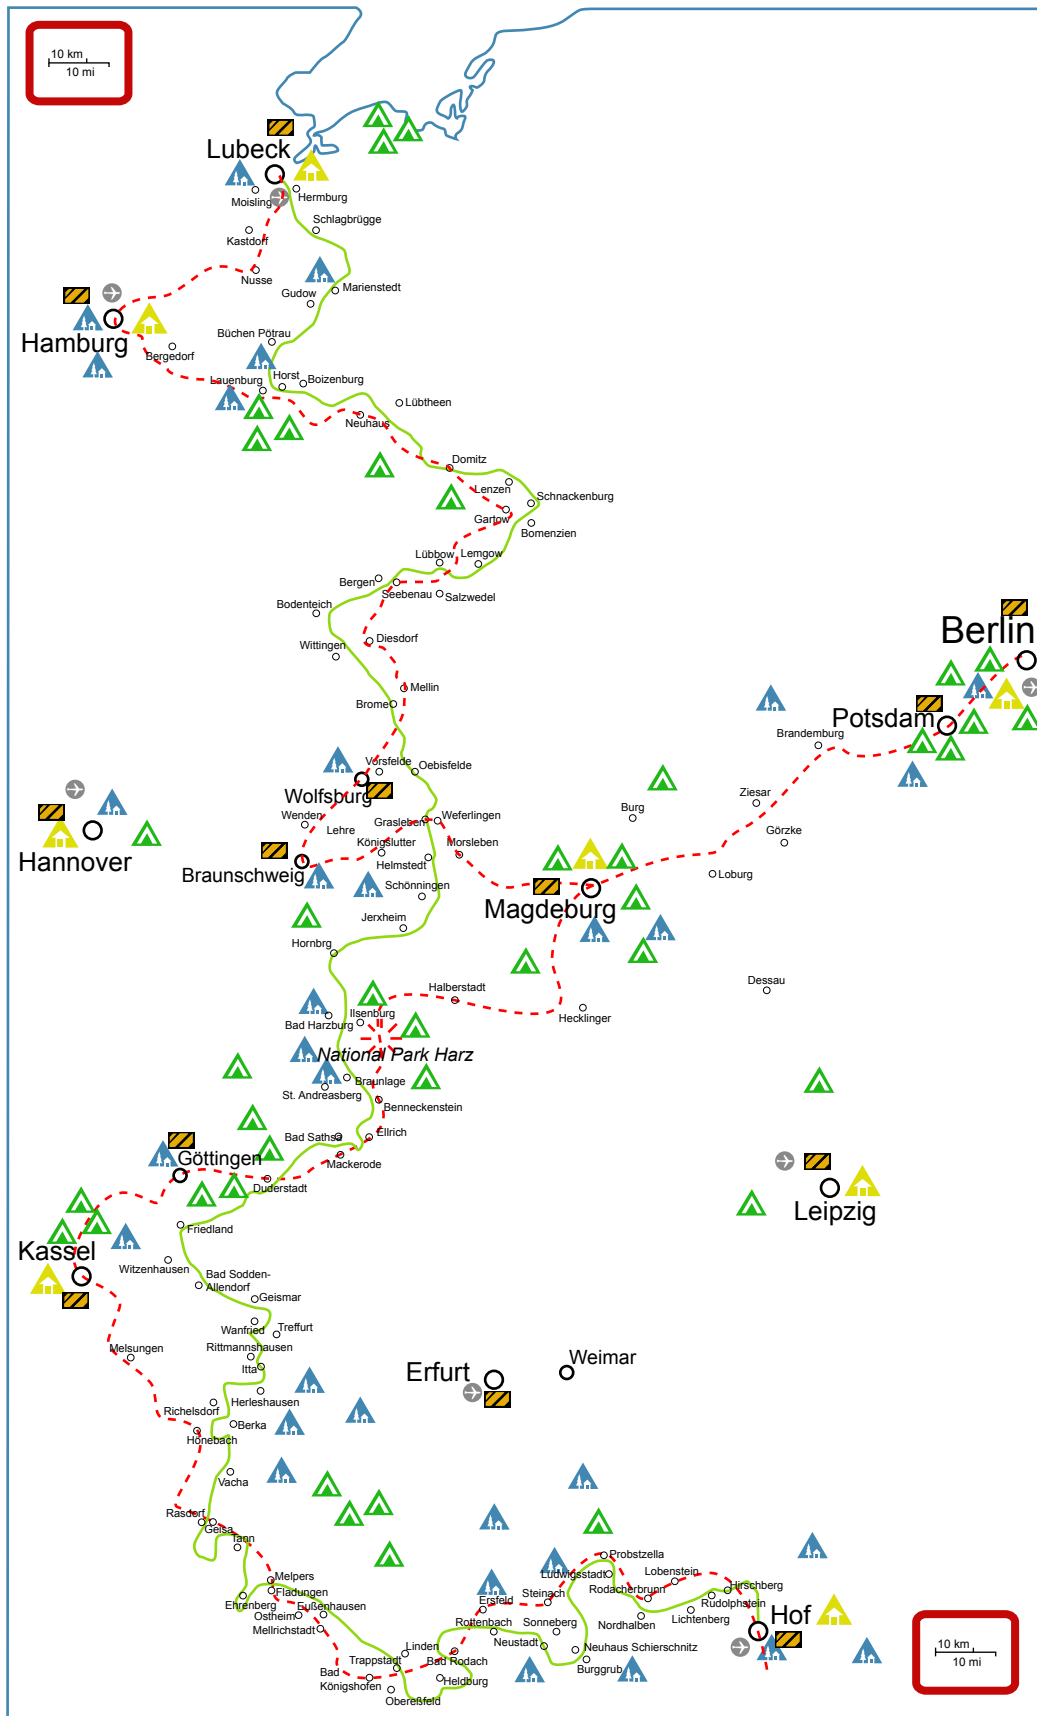 10 km
10 mi
Lubeck
Moisling
Hermburg
Schlagbrügge
Kastdorf
Nusse
Gudow
Marienstedt
Hamburg
Bergedorf
Büchen Pötrau
Lauenburg
Horst
Boizenburg
Lübtheen
Neuhaus
Domitz
Lenzen
Schnackenburg
Gartow
Bomenzien
Lübbow
Lemgow
Bergen
Seebenau
Salzwedel
Bodenteich
Diesdorf
Wittingen
Mellin
Brome
Berlin
Potsdam
Brandemburg
Vorsfelde
Oebisfelde
Wolfsburg
Wenden
Lehre
Grasleben
Weferlingen
Königslutter
Morsleben
Helmstedt
Braunschweig
Schönningen
Hannover
Burg
Ziesar
Görzke
Loburg
Magdeburg
Jerxheim
Hornbrg
Halberstadt
Hecklinger
Dessau
Ilsenburg
Bad Harzburg
National Park Harz
Braunlage
St. Andreasberg
Benneckenstein
Bad Sathsa
Ellrich
Mackerode
Göttingen
Duderstadt
Leipzig
Friedland
Kassel
Witzenhausen
Bad Sodden-
Allendorf
Geismar
Wanfried
Treffurt
Rittmannshausen
Itta
Melsungen
Herleshausen
Richelsdorf
Berka
Hönebach
Erfurt
Weimar
Vacha
Rasdorf
Geisa
Tann
Melpers
Fladungen
Ehrenberg
Eußenhausen
Ostheim
Mellrichstadt
Linden
Trappstadt
Bad
Königshofen
Obereßfeld
Heldburg
Bad Rodach
Rottenbach
Ersfeld
Steinach
Sonneberg
Neustadt
Neuhaus Schierschnitz
Burggrub
Ludwigsstadt
Probstzella
Rodacherbrunn
Lobenstein
Nordhalben
Lichtenberg
Rudolphstein
Hirschberg
Hof
10 km
10 mi